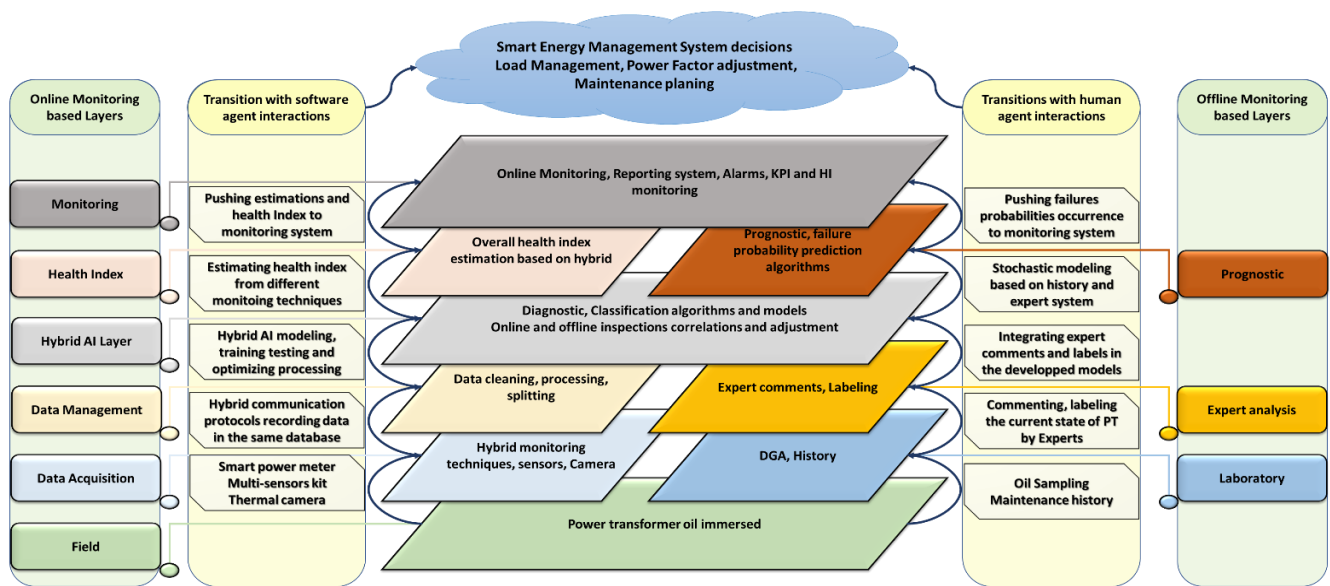 Smart Energy Management System decisions
Load Management, Power Factor adjustment,
Maintenance planing
Online Monitoring
based Layers
Transition with software
agent interactions
Transitions with human
agent interactions
Offline Monitoring
based Layers
Monitoring
Health Index
Hybrid AI Layer
Data Management
Data Acquisition
Field
Pushing estimations and
health Index to
monitoring system
Estimating health index
from different
monitoing techniques
Hybrid AI modeling,
training testing and
optimizing processing
Hybrid communication
protocols recording data
in the same database
Smart power meter
Multi-sensors kit
Thermal camera
Online Monitoring, Reporting system, Alarms, KPI and HI
monitoring
Overall health index
estimation based on hybrid
Prognostic, failure
probability prediction
algorithms
Diagnostic, Classification algorithms and models
Online and offline inspections correlations and adjustment
Data cleaning, processing,
splitting
Expert comments, Labeling
Hybrid monitoring
techniques, sensors, Camera
DGA, History
Power transformer oil immersed
Pushing failures
probabilities occurrence
to monitoring system
Stochastic modeling
based on history and
expert system
Integrating expert
comments and labels in
the developped models
Commenting, labeling
the current state of PT
by Experts
Oil Sampling
Maintenance history
Prognostic
Expert analysis
Laboratory